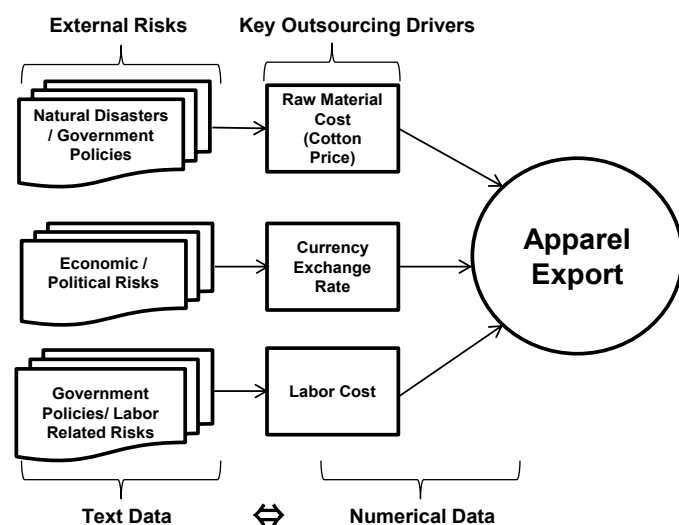 External Risks
Key Outsourcing Drivers
Natural Disasters
/ Government
Policies
Raw Material
Cost
(Cotton
Price)
Economic /
Political Risks
Currency
Exchange
Rate
Apparel
Export
Government
Policies/ Labor
Related Risks
Labor Cost
Text Data ⇔ Numerical Data